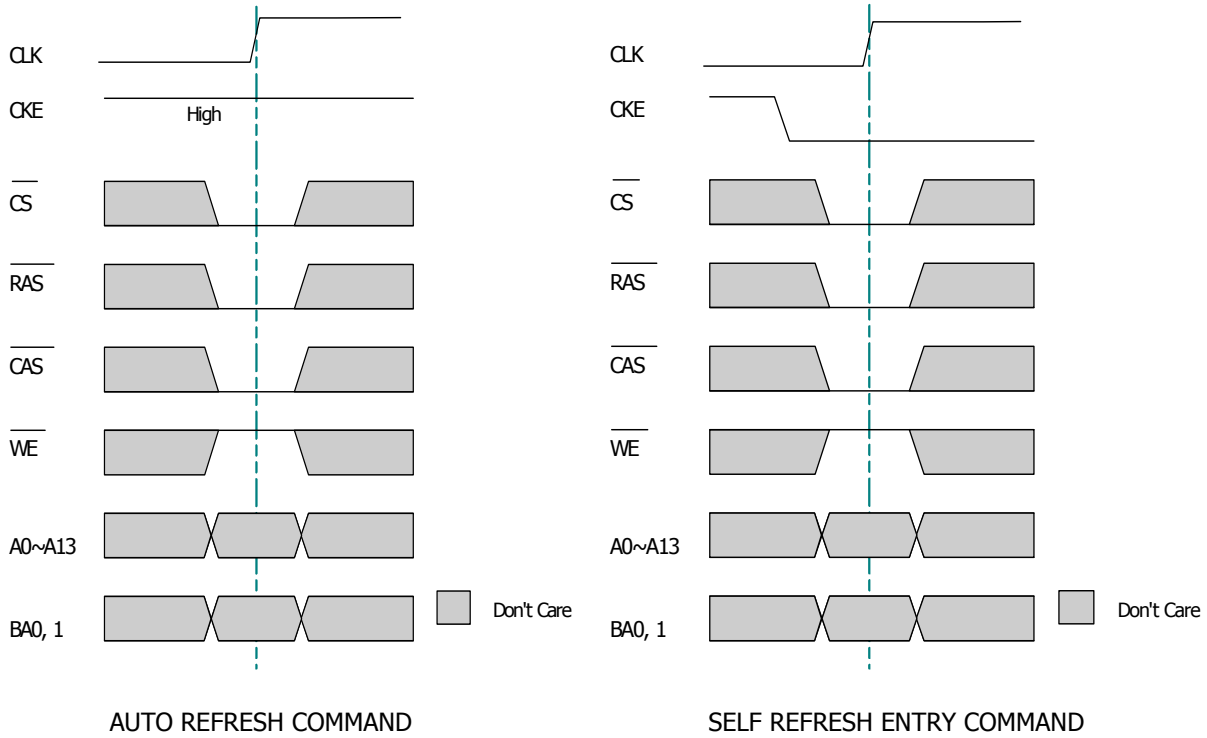 CLK
CKE
High
CS
RAS
CAS
WE
A0~A13
BA0, 1
Don't Care
AUTO REFRESH COMMAND
CLK
CKE
CS
RAS
CAS
WE
A0~A13
BA0, 1
Don't Care
SELF REFRESH ENTRY COMMAND